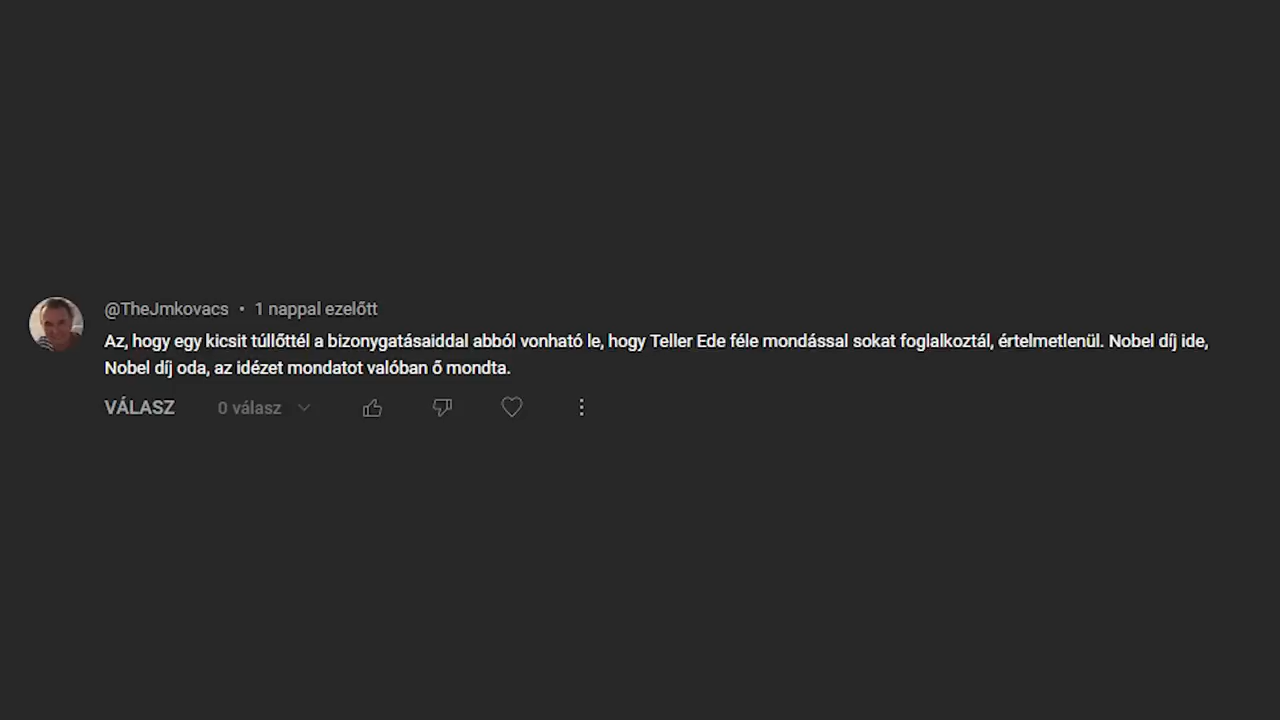 @TheJmkovacs • 1 nappal ezelőtt
Az, hogy egy kicsit túllőttél a bizonygatásaiddal abból vonható le, hogy Teller Ede féle mondással sokat foglalkoztál, értelmetlenül. Nobel díj ide,
Nobel díj oda, az idézet mondatot valóban ő mondta.
VÁLASZ 0 válasz